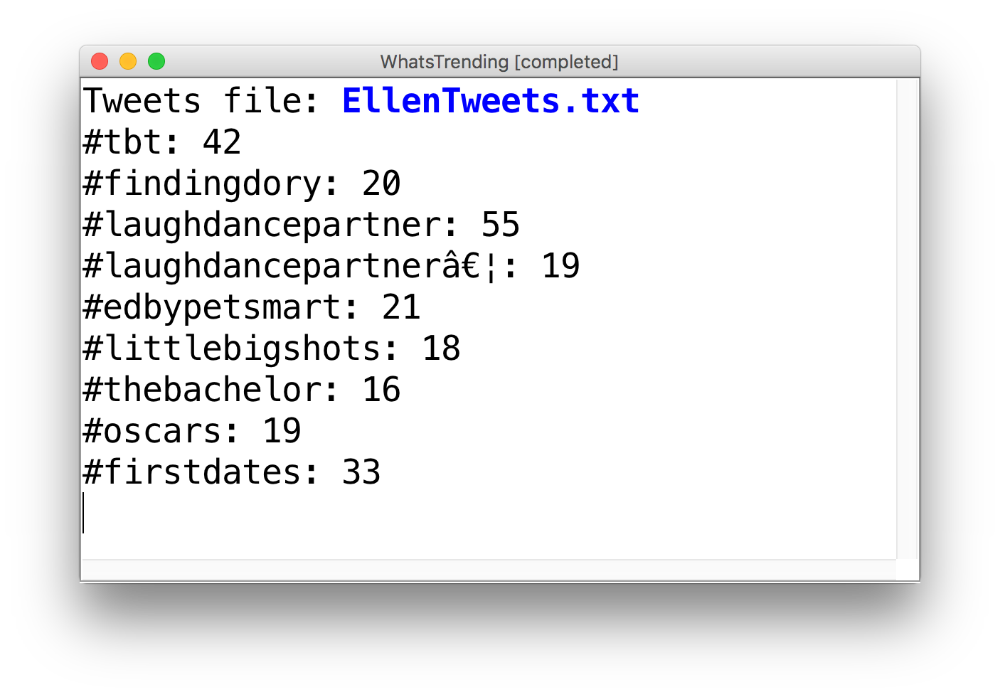 WhatsTrending [completed]
Tweets file: EllenTweets.txt
#tbt: 42
#findingdory: 20
#laughdancepartner: 55
#laughdancepartnerâ€¦: 19
#edbypetsmart: 21
#littlebigshots: 18
#thebachelor: 16
#oscars: 19
#firstdates: 33